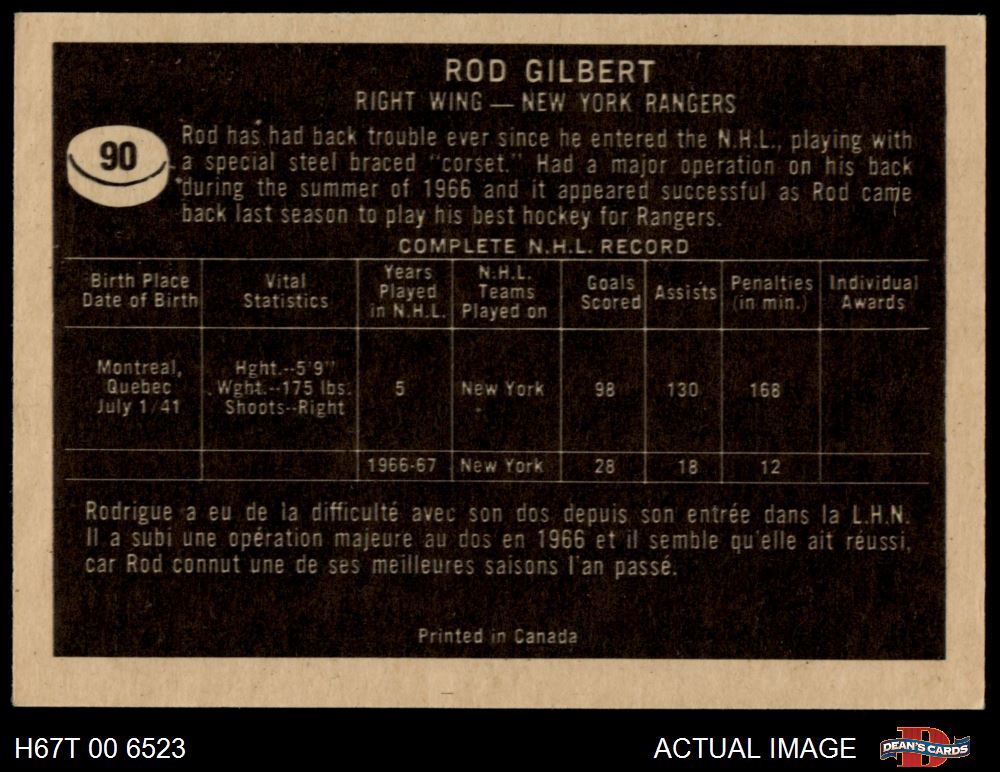 ROD GILBERT
RIGHT WING — NEW YORK RANGERS
90
Rod has had back trouble ever since he entered the N.H.L., playing with
a special steel braced "corset." Had a major operation on his back
during the summer of 1966 and it appeared successful as Rod came
back last season to play his best hockey for Rangers.
COMPLETE N.H.L. RECORD
Birth Place
Date of Birth
Vital
Statistics
Years
Played
in N.H.L.
N.H.L.
Teams
Played on
Goals
Scored
Assists
Penalties
(in min.)
Individual
Awards
Montreal,
Quebec
July 1/41
Hght.--5'9"
Wght.--175 lbs.
Shoots--Right
5
New York
98
130
168
1966-67
New York
28
18
12
Rodrigue a eu de la difficulté avec son dos depuis son entrée dans la L.H.N.
Il a subi une opération majeure au dos en 1966 et il semble qu'elle ait réussi,
car Rod connut une de ses meilleures saisons l'an passé.
Printed in Canada
H67T 00 6523
ACTUAL IMAGE
D
DEAN'S CARDS